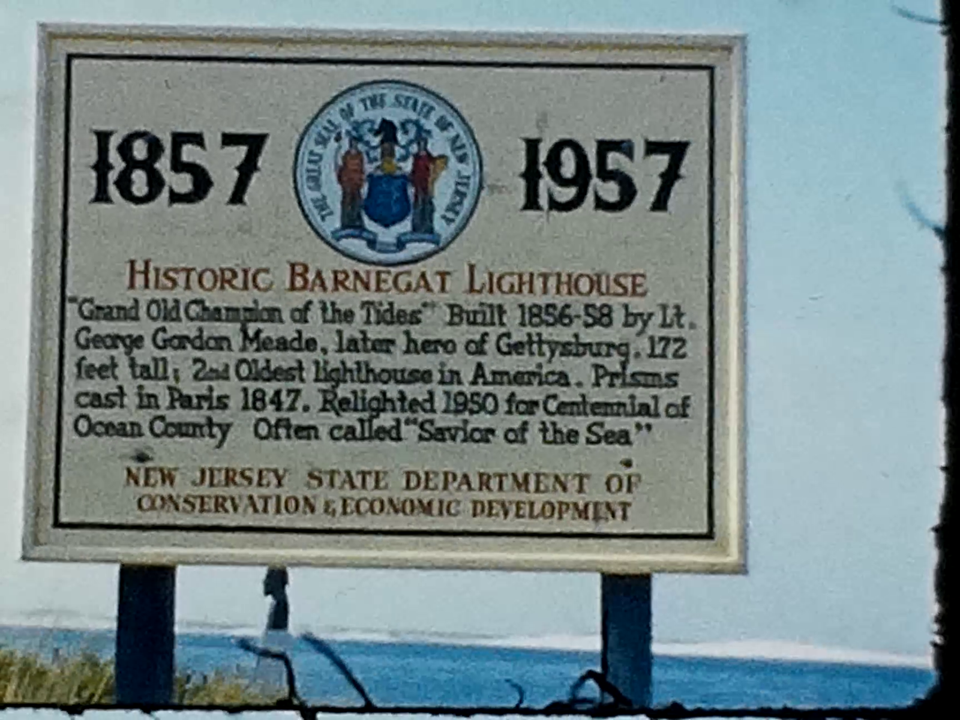 1857
THE GREAT SEAL OF THE STATE OF NEW JERSEY
1957
HISTORIC BARNEGAT LIGHTHOUSE
"Grand Old Champion of the Tides" Built 1856-58 by Lt.
George Gordon Meade, later hero of Gettysburg. 172
feet tall; 2nd Oldest lighthouse in America. Prisms
cast in Paris 1847. Relighted 1950 for Centennial of
Ocean County Often called "Savior of the Sea"
NEW JERSEY STATE DEPARTMENT OF
CONSERVATION & ECONOMIC DEVELOPMENT